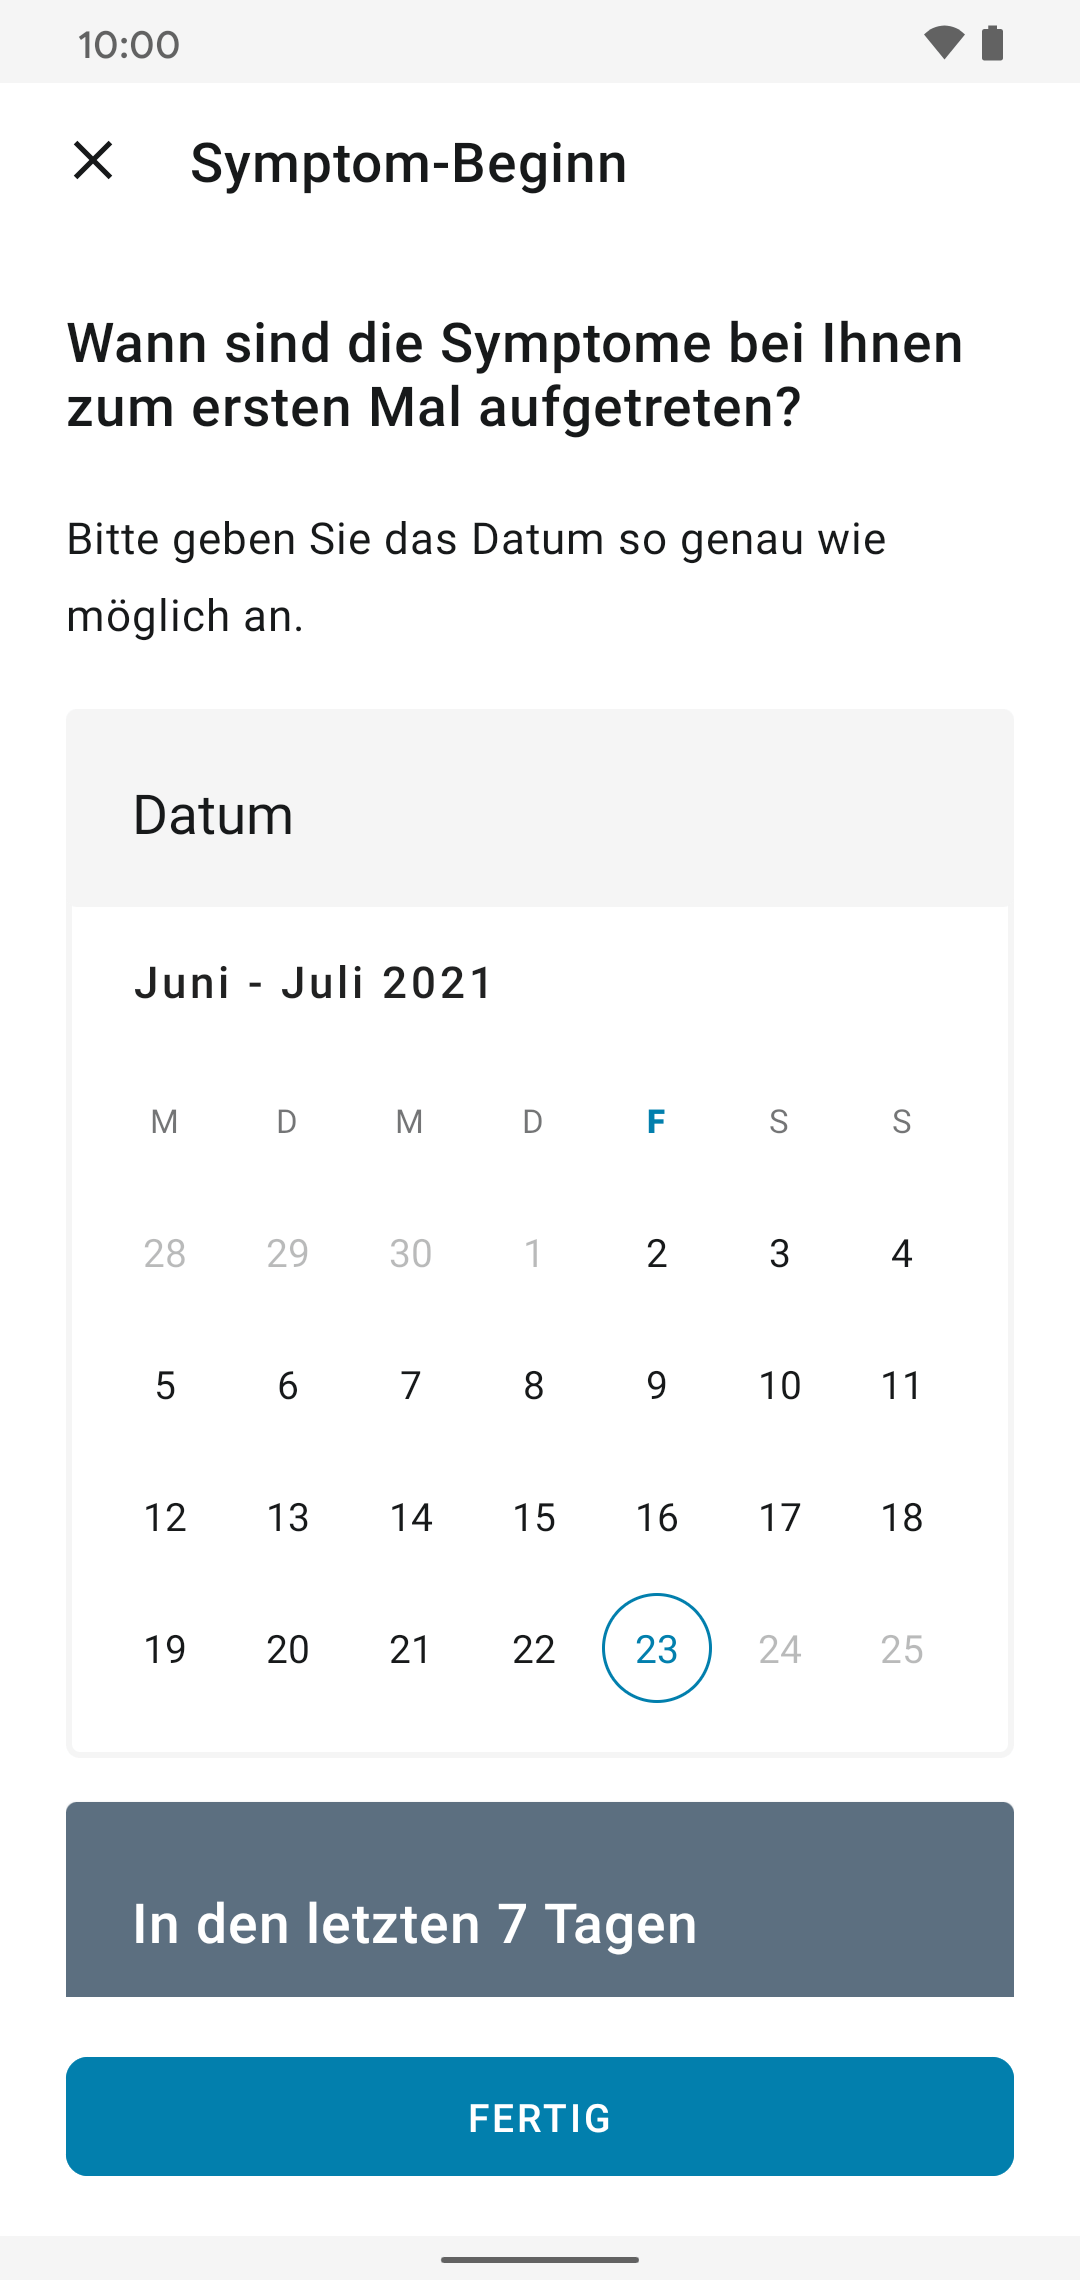 10:00
Symptom-Beginn
Wann sind die Symptome bei Ihnen
zum ersten Mal aufgetreten?
Bitte geben Sie das Datum so genau wie
möglich an.
Datum
Juni - Juli 2021
M D M D F S S
28 29 30 1 2 3 4
5 6 7 8 9 10 11
12 13 14 15 16 17 18
19 20 21 22 23 24 25
In den letzten 7 Tagen
FERTIG